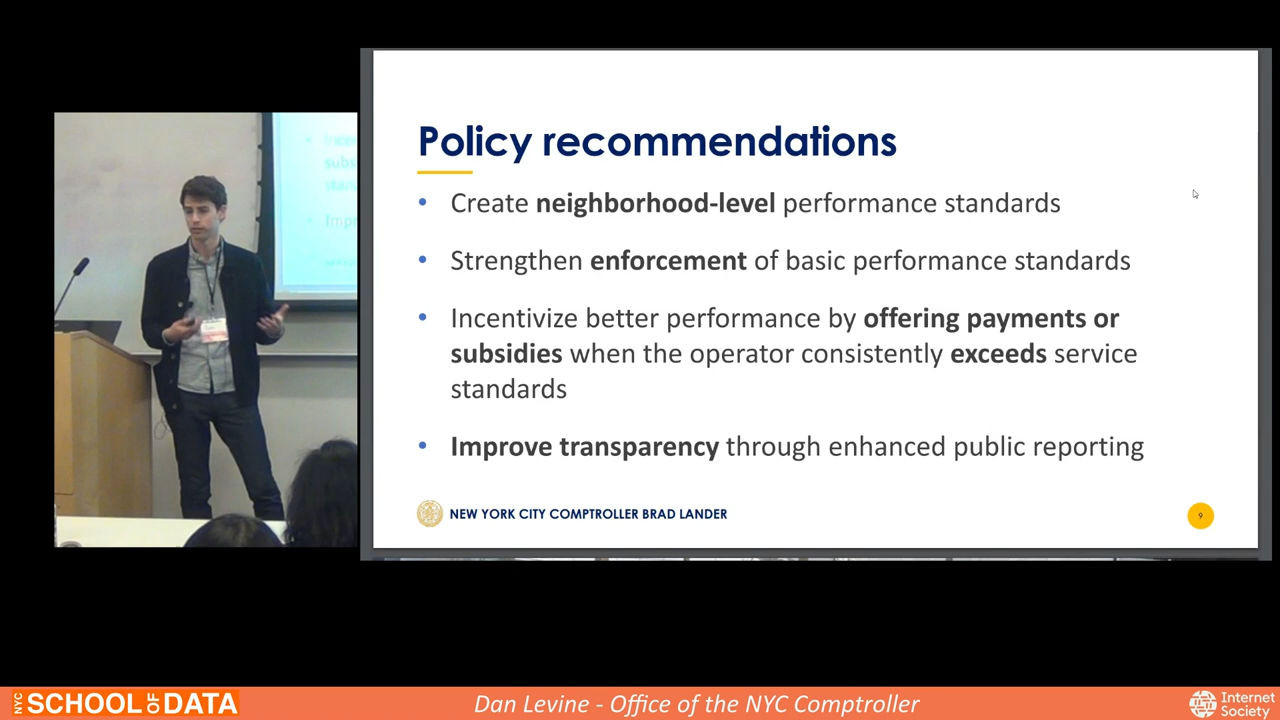 Policy recommendations
• Create neighborhood-level performance standards
• Strengthen enforcement of basic performance standards
• Incentivize better performance by offering payments or
subsidies when the operator consistently exceeds service
standards
• Improve transparency through enhanced public reporting
NEW YORK CITY COMPTROLLER BRAD LANDER
9
NYC SCHOOL OF DATA
Dan Levine - Office of the NYC Comptroller
Internet
Society